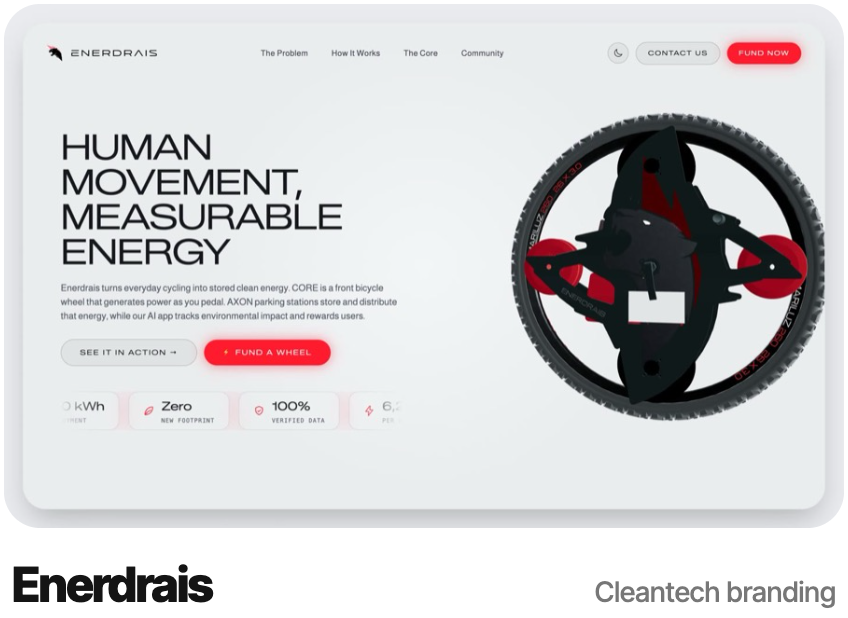 ENERDRAIS
The Problem
How It Works
The Core
Community
CONTACT US
FUND NOW
HUMAN
MOVEMENT,
MEASURABLE
ENERGY
Enerdrais turns everyday cycling into stored clean energy. CORE is a front bicycle
wheel that generates power as you pedal. AXON parking stations store and distribute
that energy, while our AI app tracks environmental impact and rewards users.
SEE IT IN ACTION →
FUND A WHEEL
kWh
Zero
NEW FOOTPRINT
100%
VERIFIED DATA
ENERDRAIS
Enerdrais
Cleantech branding